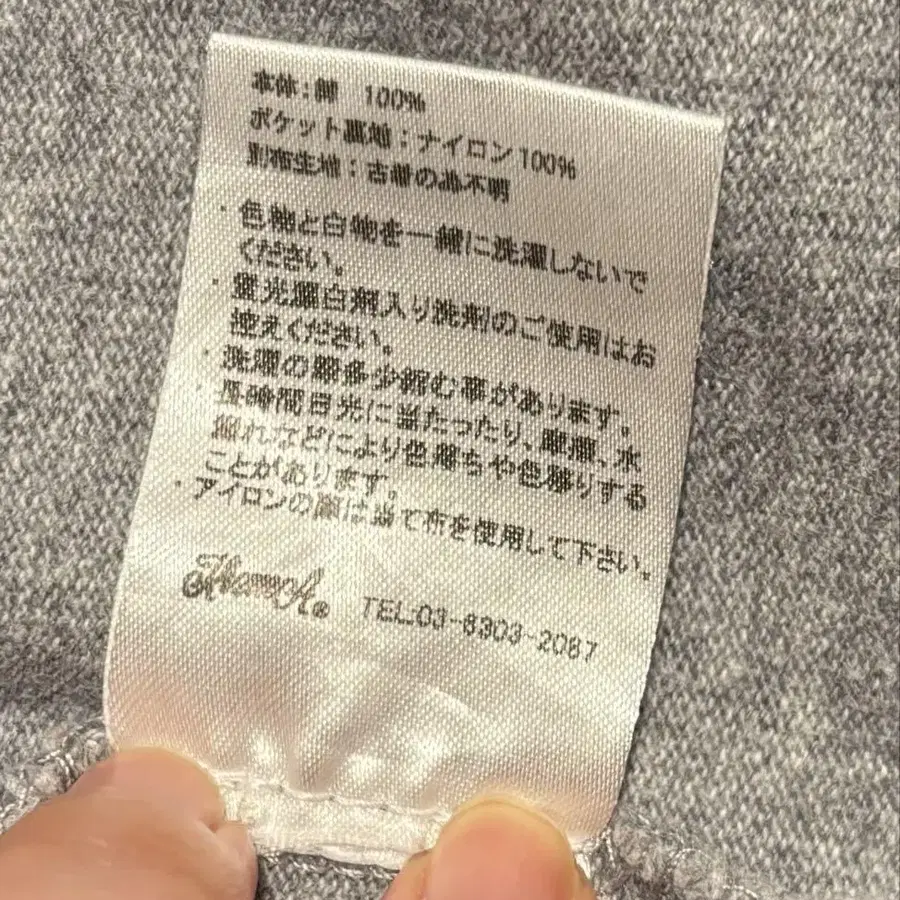 本体:綿 100%
ポケット裏地:ナイロン100%
別布生地:古着の為不明
・色物と白物を一緒に洗濯しないで
ください。
・蛍光漂白剤入り洗剤のご使用はお
控えください。
・洗濯の際多少縮む事があります。
・長時間日光に当たったり、摩擦、水
濡れなどにより色落ちや色移りする
ことがあります。
・アイロンの際は当て布を使用して下さい。
TEL:03-6303-2087